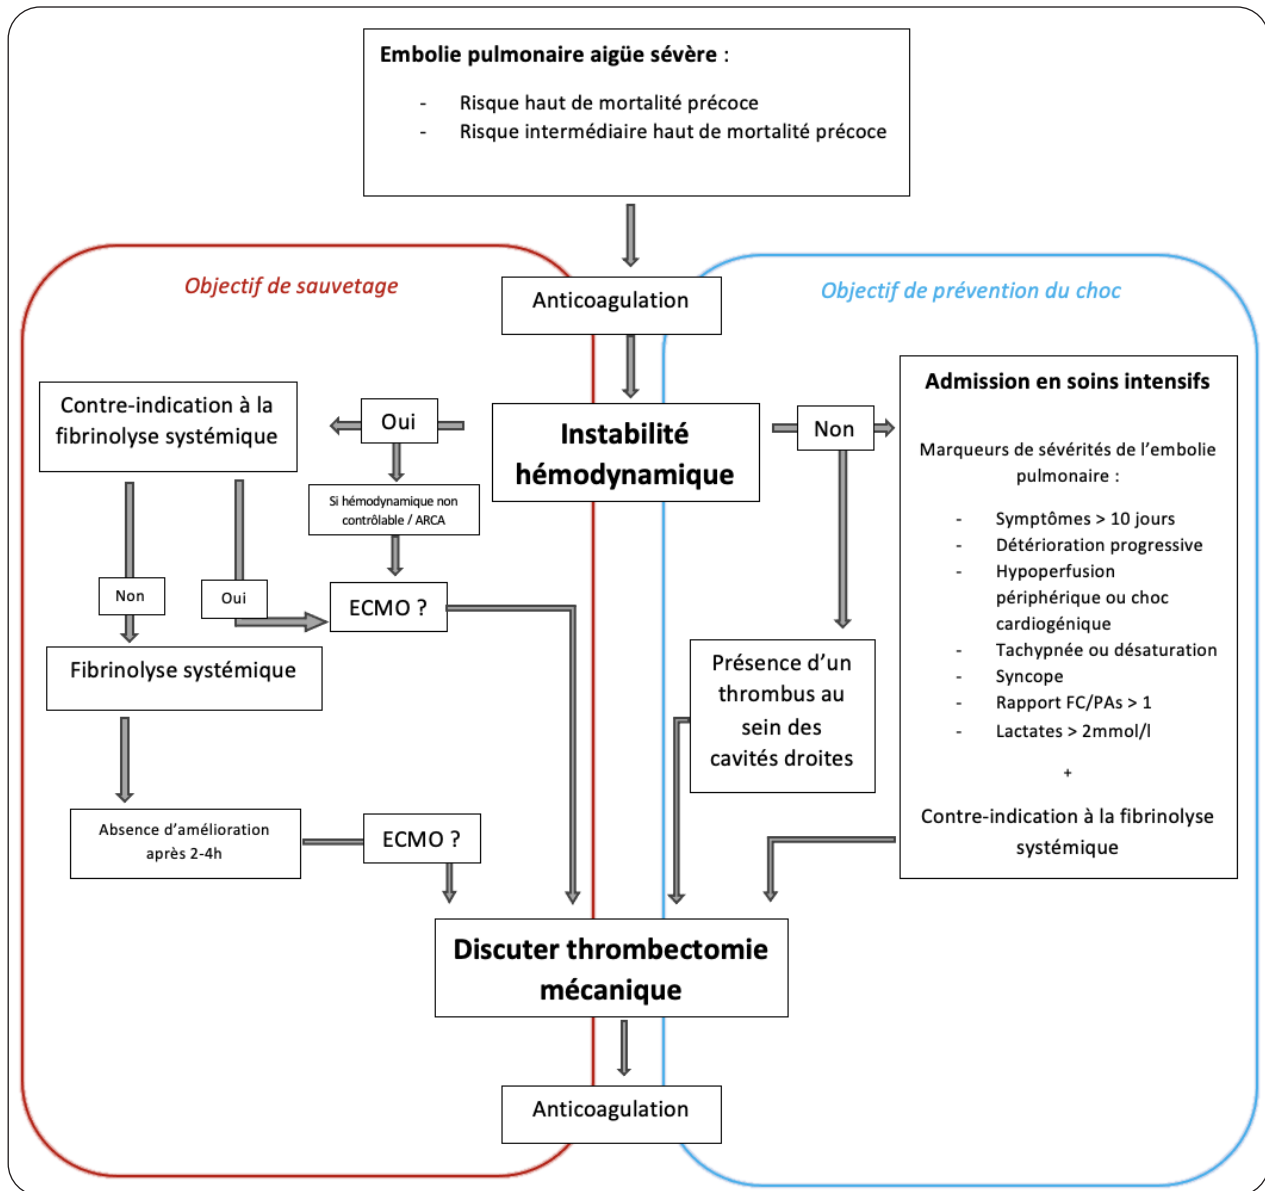 Embolie pulmonaire aigüe sévère :
- Risque haut de mortalité précoce
- Risque intermédiaire haut de mortalité précoce
Objectif de sauvetage
Anticoagulation
Objectif de prévention du choc
Contre-indication à la
fibrinolyse systémique
Oui
Instabilité
hémodynamique
Non
Si hémodynamique non
contrôlable / ARCA
Non
Oui
ECMO ?
Fibrinolyse systémique
Absence d'amélioration
après 2-4h
ECMO ?
Présence d'un
thrombus au
sein des
cavités droites
Admission en soins intensifs
Marqueurs de sévérités de l'embolie
pulmonaire :
- Symptômes > 10 jours
- Détérioration progressive
- Hypoperfusion
périphérique ou choc
cardiogénique
- Tachypnée ou désaturation
- Syncope
- Rapport FC/PAs > 1
- Lactates > 2mmol/l
+
Contre-indication à la fibrinolyse
systémique
Discuter thrombectomie
mécanique
Anticoagulation